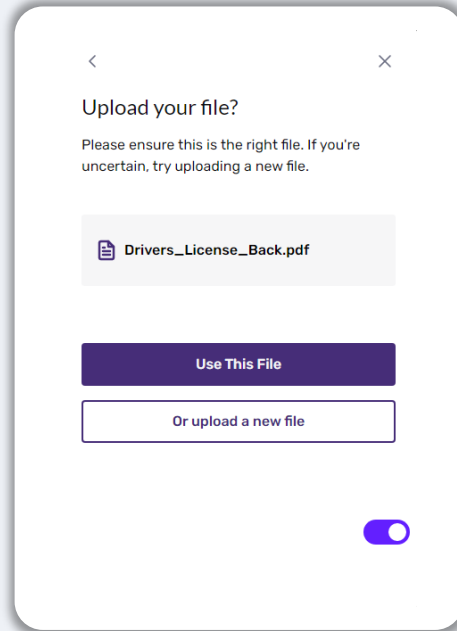 Upload your file?
Please ensure this is the right file. If you're
uncertain, try uploading a new file.
Drivers_License_Back.pdf
Use This File
Or upload a new file